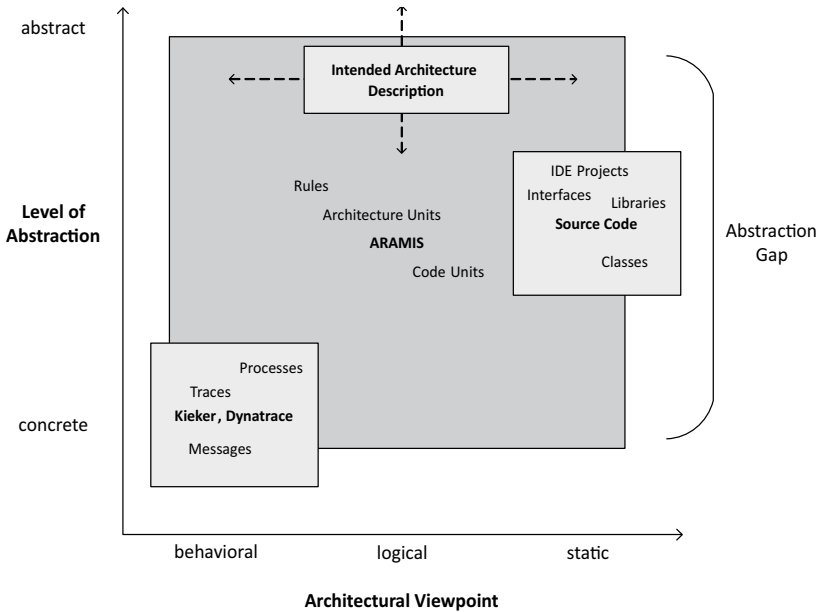 abstract
Intended Architecture
Description
IDE Projects
Rules
Interfaces
Libraries
Level of
Abstraction
Architecture Units
Source Code
Abstraction
Gap
ARAMIS
Code Units
Classes
Processes
Traces
concrete
Kieker, Dynatrace
Messages
behavioral
logical
static
Architectural Viewpoint